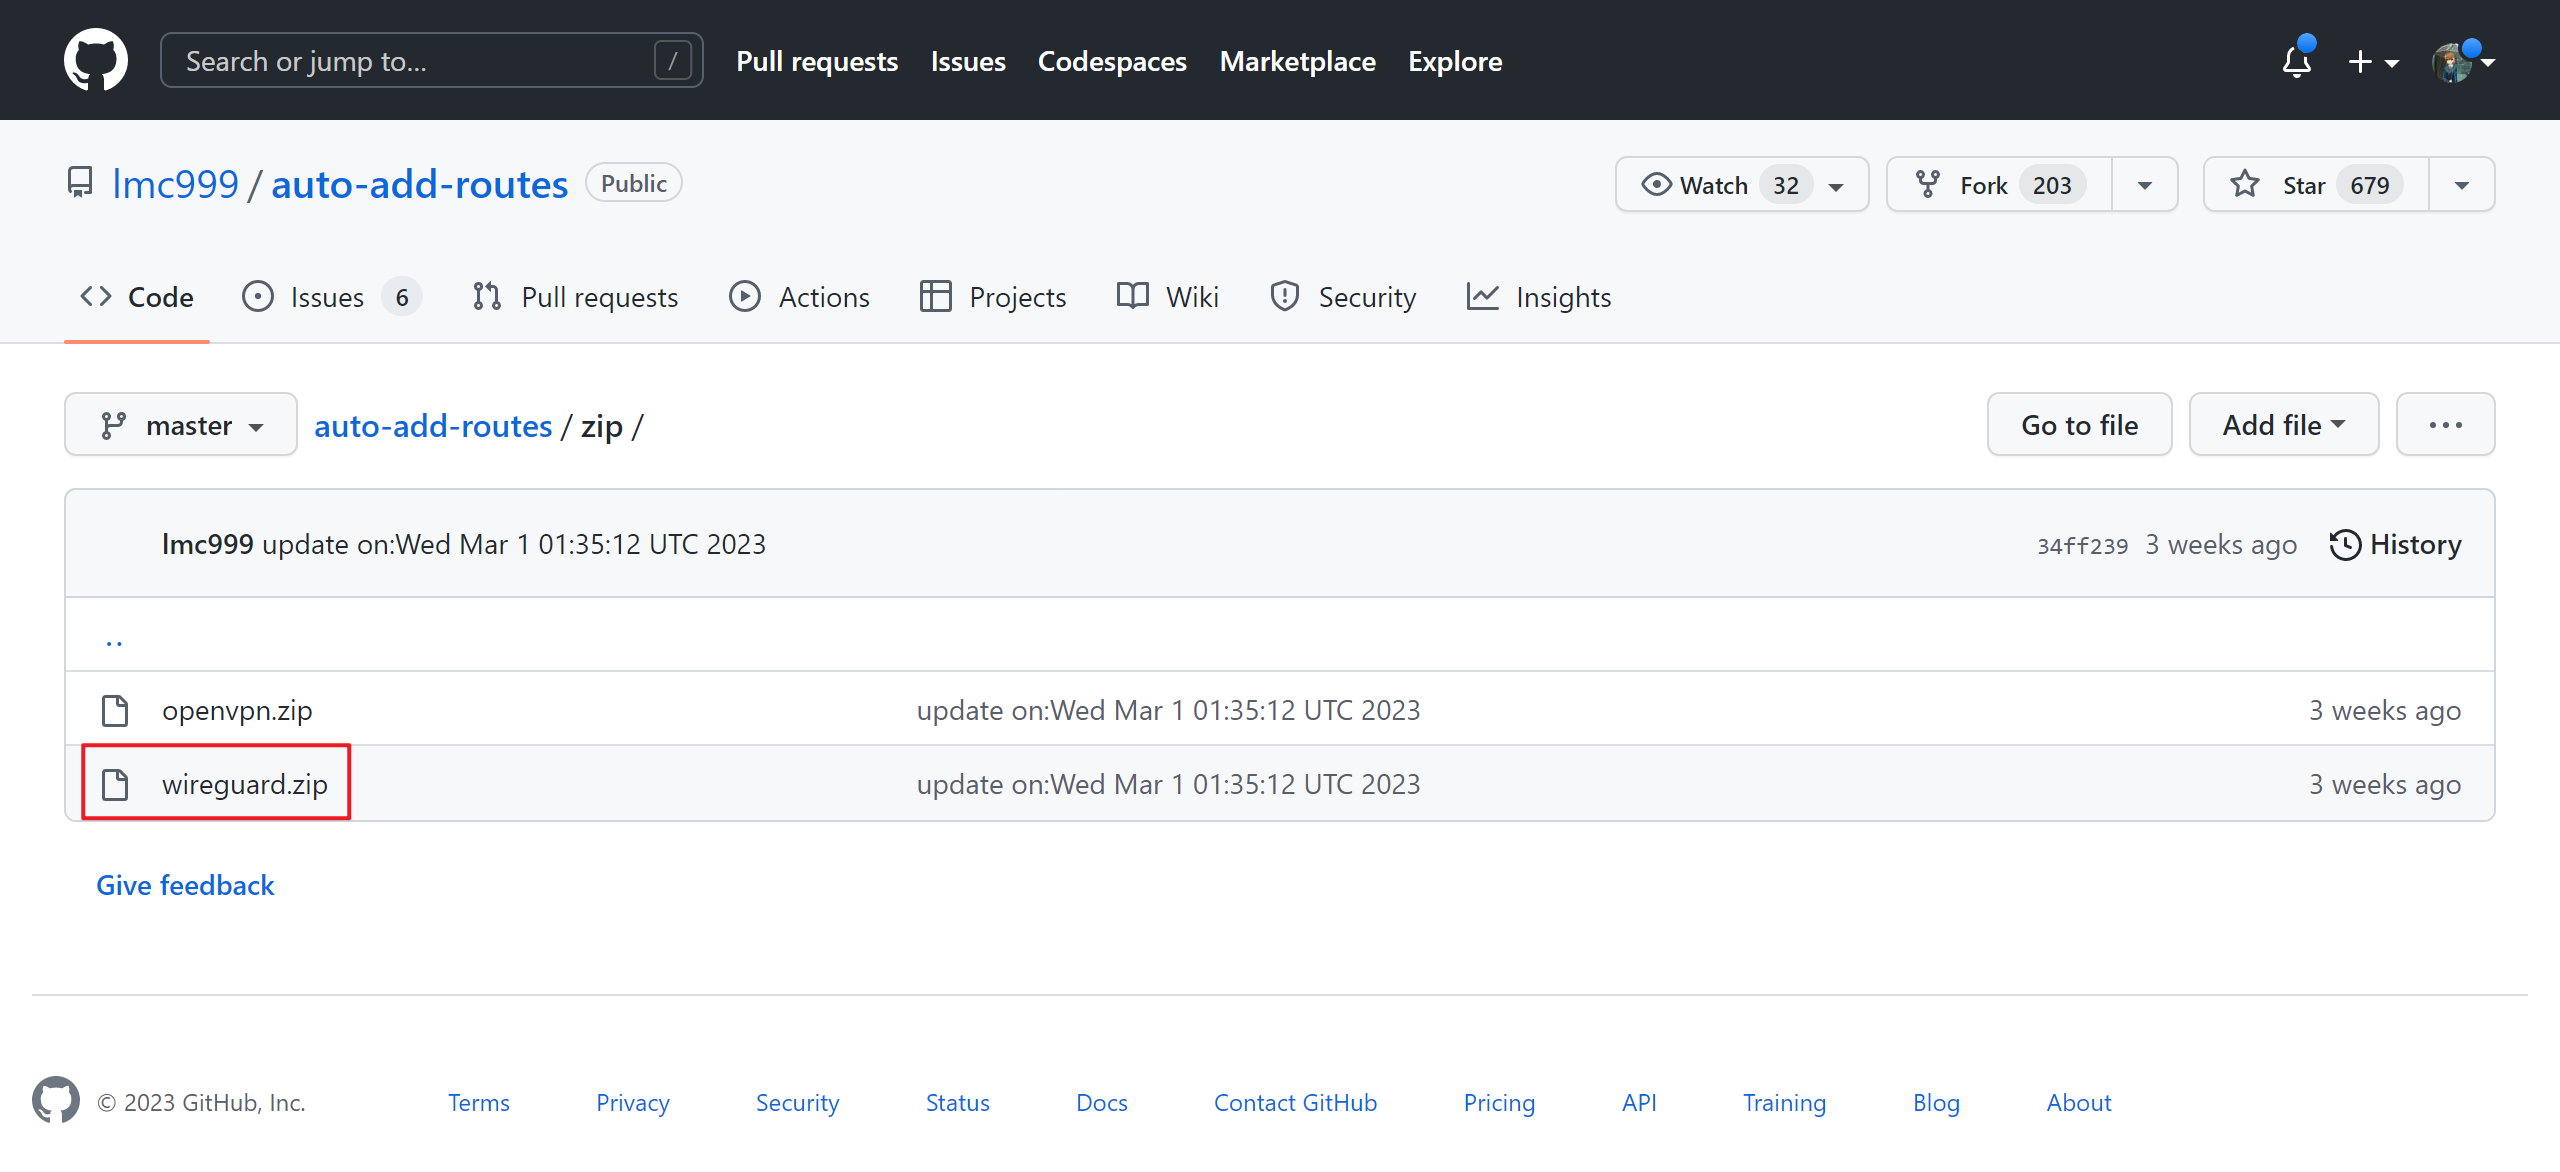 Search or jump to... / Pull requests Issues Codespaces Marketplace Explore
lmc999 / auto-add-routes Public Watch 32 Fork 203 Star 679
Code Issues 6 Pull requests Actions Projects Wiki Security Insights
master auto-add-routes / zip / Go to file Add file ...
lmc999 update on:Wed Mar 1 01:35:12 UTC 2023 34ff239 3 weeks ago History
..
openvpn.zip update on:Wed Mar 1 01:35:12 UTC 2023 3 weeks ago
wireguard.zip update on:Wed Mar 1 01:35:12 UTC 2023 3 weeks ago
Give feedback
© 2023 GitHub, Inc. Terms Privacy Security Status Docs Contact GitHub Pricing API Training Blog About